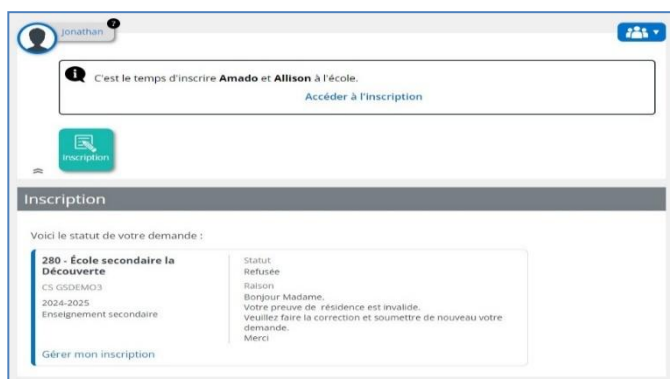 Jonathan
?
C'est le temps d'inscrire Amado et Allison à l'école.
Accéder à l'inscription
Inscription
Inscription
Voici le statut de votre demande :
280 - École secondaire la
Découverte
CS GSDEMO3
2024-2025
Enseignement secondaire
Gérer mon inscription
Statut
Refusée
Raison
Bonjour Madame,
Votre preuve de résidence est invalide.
Veuillez faire la correction et soumettre de nouveau votre
demande.
Merci